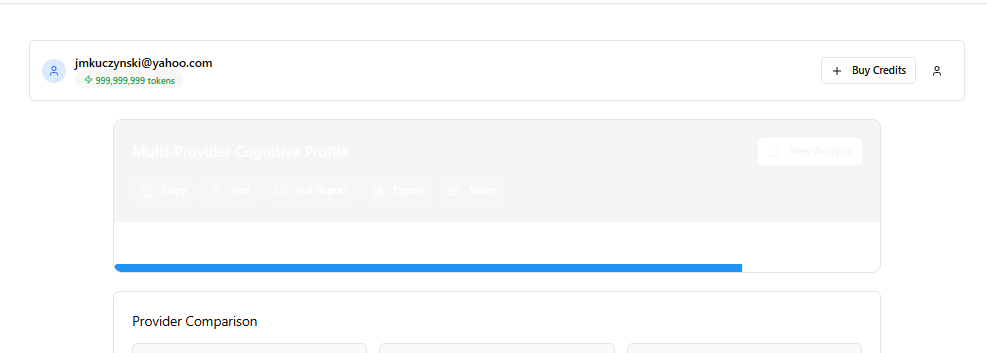 jmkuczynski@yahoo.com
999,999,999 tokens
Buy Credits
Multi-Provider Cognitive Profile
New Analysis
Copy
Text
Full Report
Export
Share
Provider Comparison